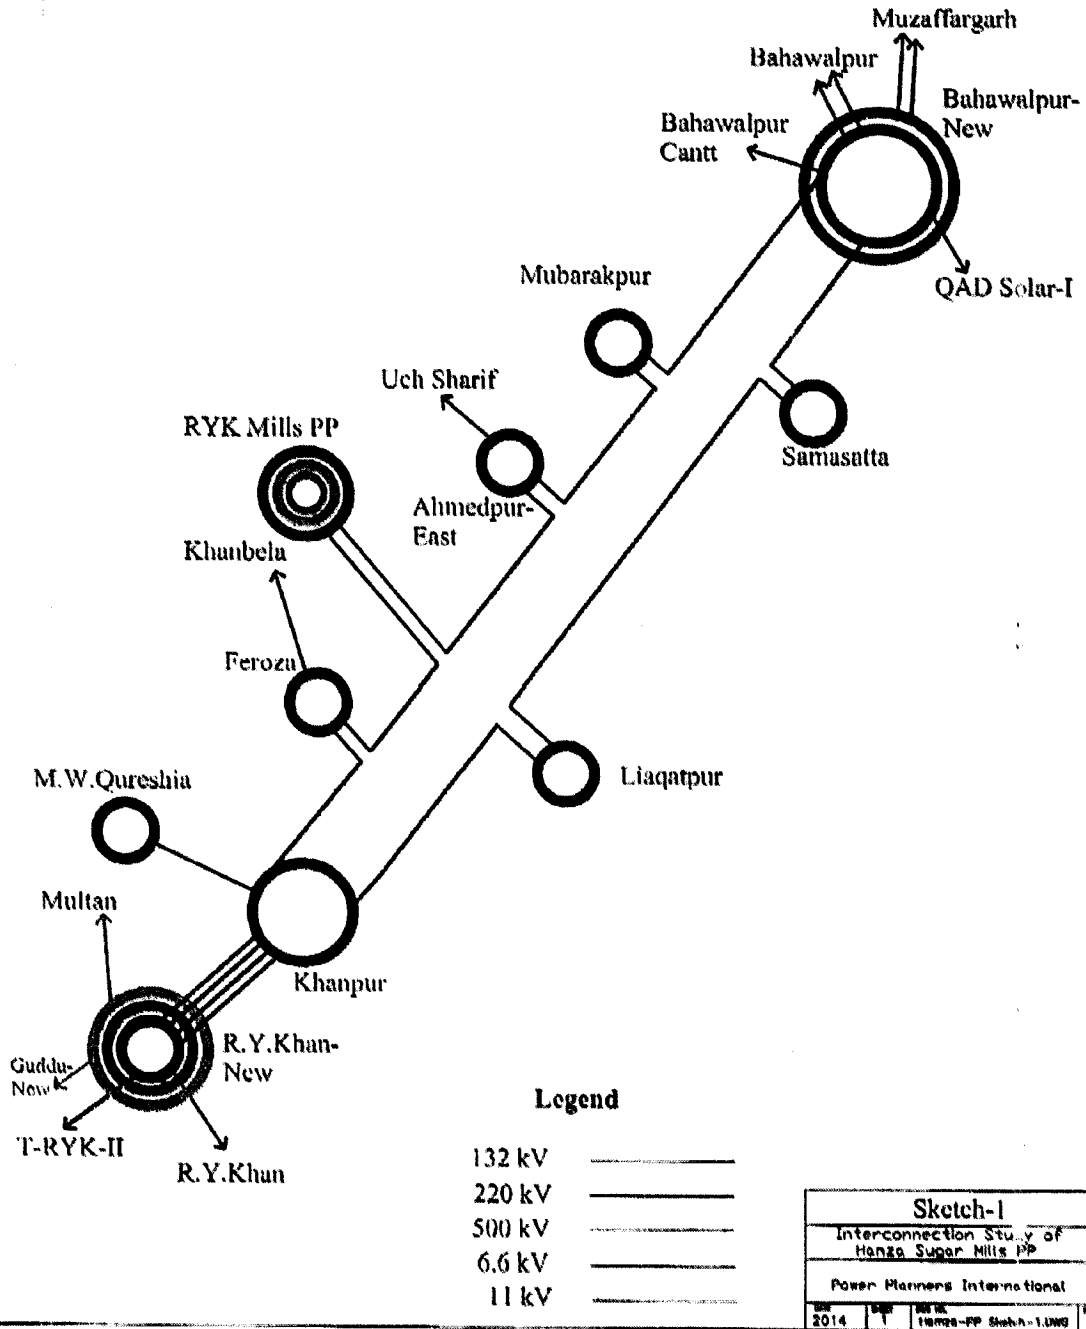 Muzaffargarh
Bahawalpur
Bahawalpur-
New
Bahawalpur
Cantt
QAD Solar-I
Mubarakpur
Uch Sharif
Samasatta
RYK Mills PP
Ahmedpur-
East
Khanbela
Feroza
Liaqatpur
M.W.Qureshia
Multan
Khanpur
R.Y.Khan-
New
Guddu-
New
T-RYK-II
R.Y.Khan
Legend
132 kV
220 kV
500 kV
6.6 kV
11 kV
Sketch-1
Interconnection of
Hamza Sugar Mills PP
Power Planners International
2014
1